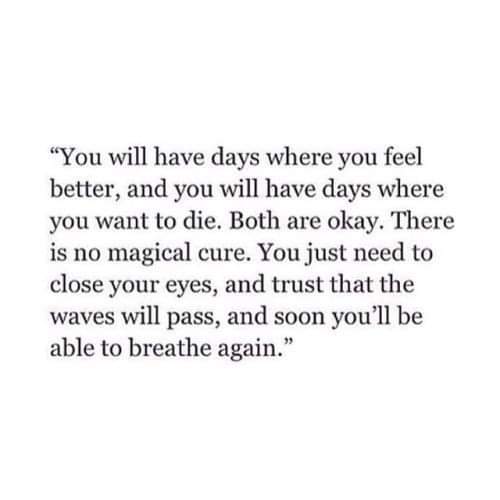 “You will have days where you feel
better, and you will have days where
you want to die. Both are okay. There
is no magical cure. You just need to
close your eyes, and trust that the
waves will pass, and soon you’ll be
able to breathe again.”